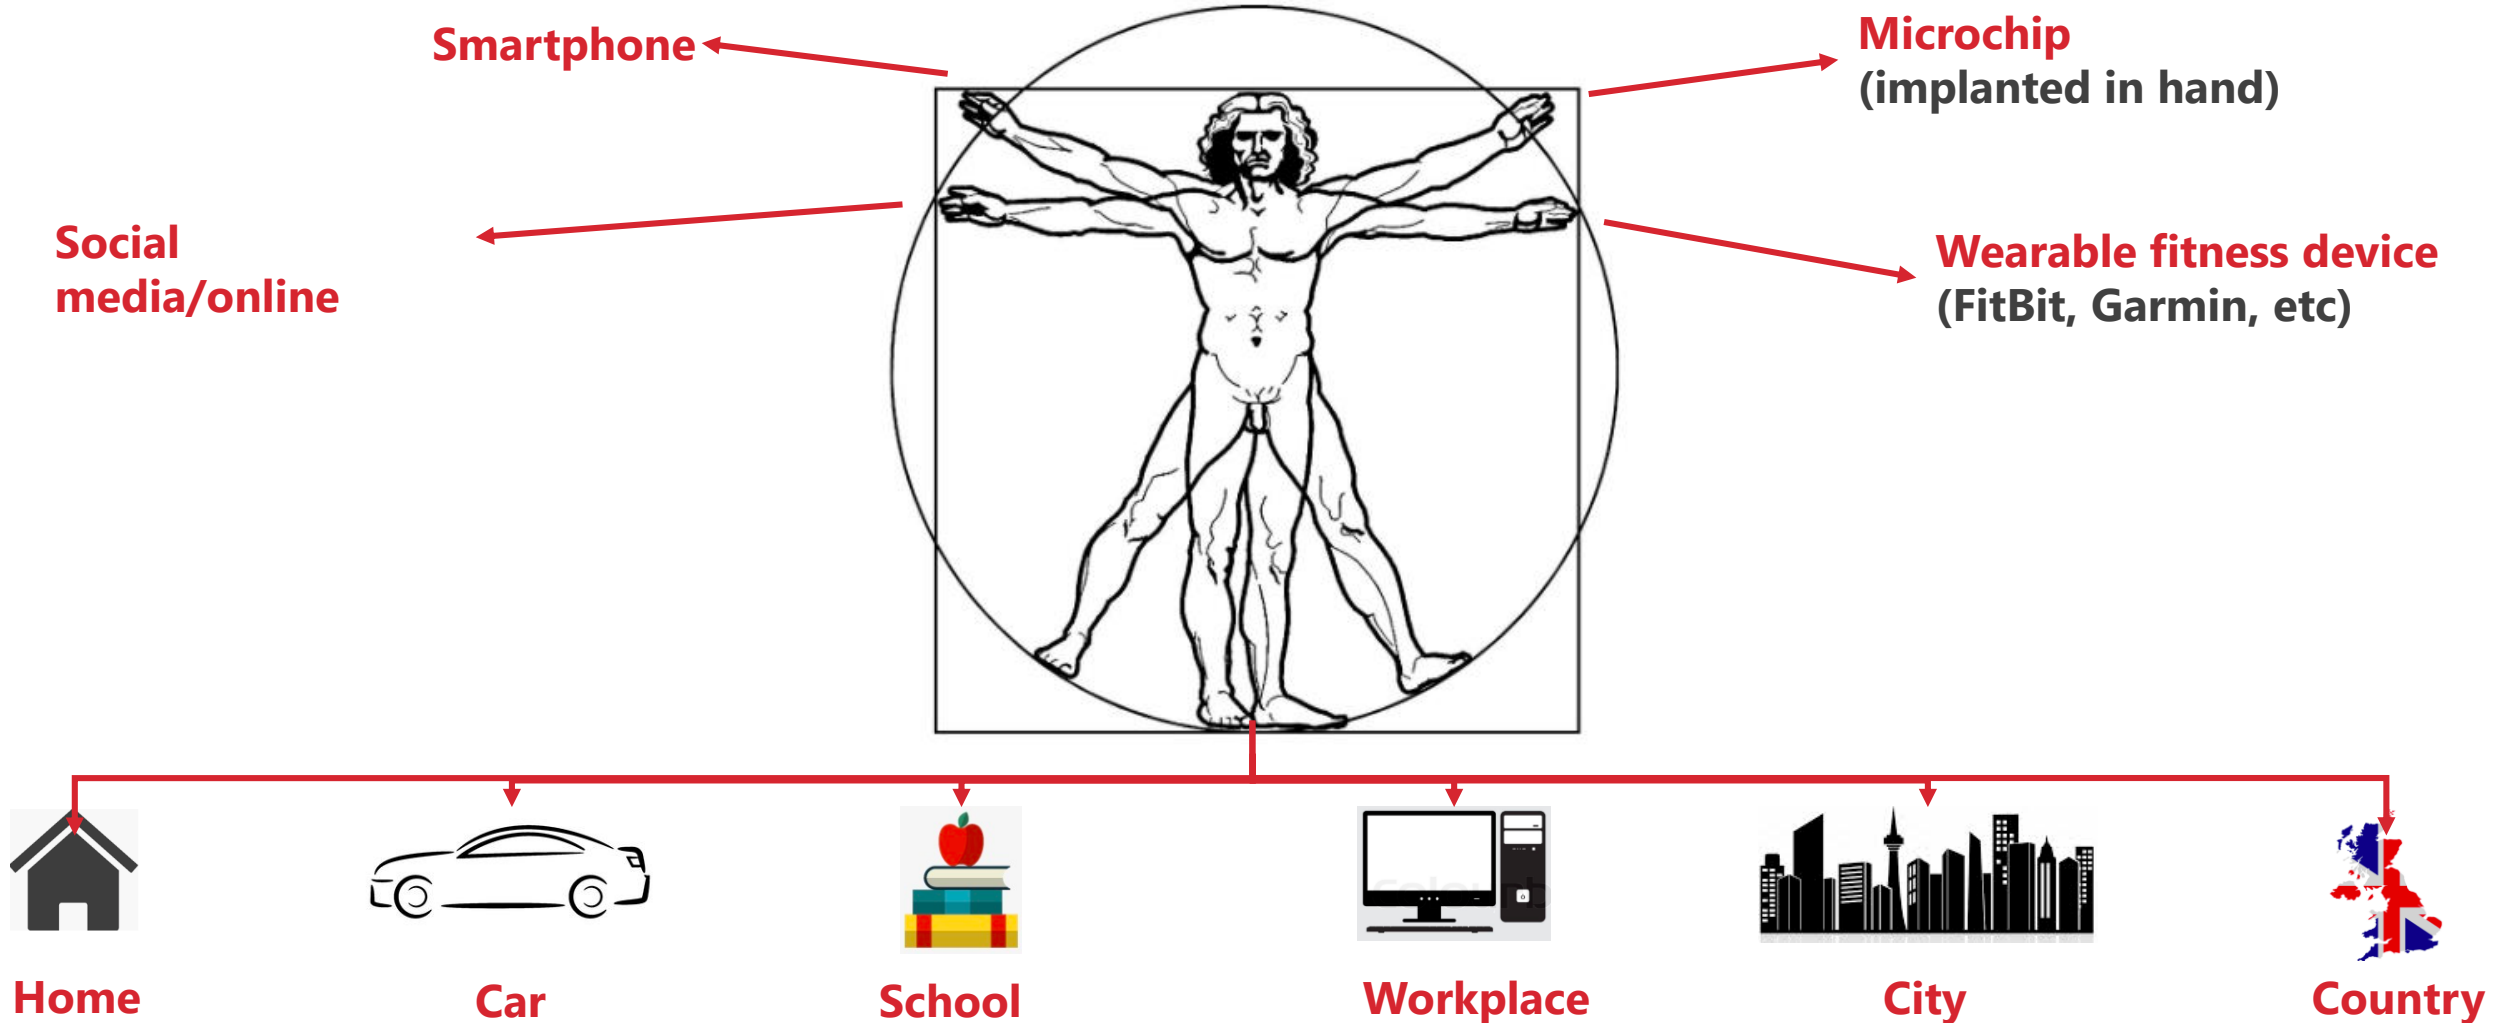 Smartphone
Microchip
(implanted in hand)
Social
media/online
Wearable fitness device
(FitBit, Garmin, etc)
Home
Car
School
Workplace
City
Country